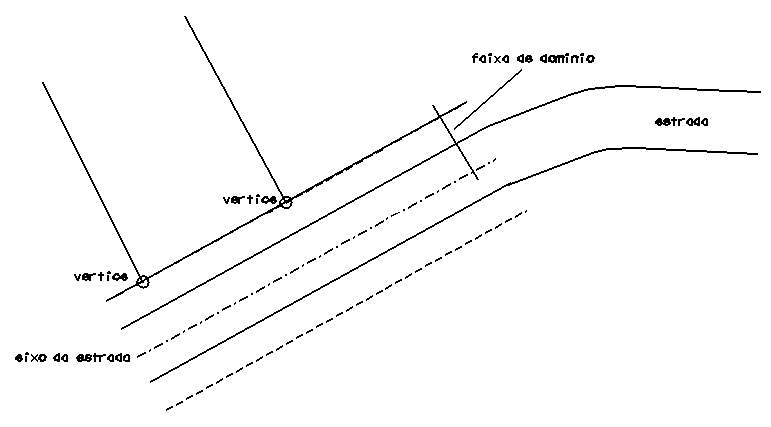 faixa de dominio
estrada
vertice
vertice
eixo da estrada